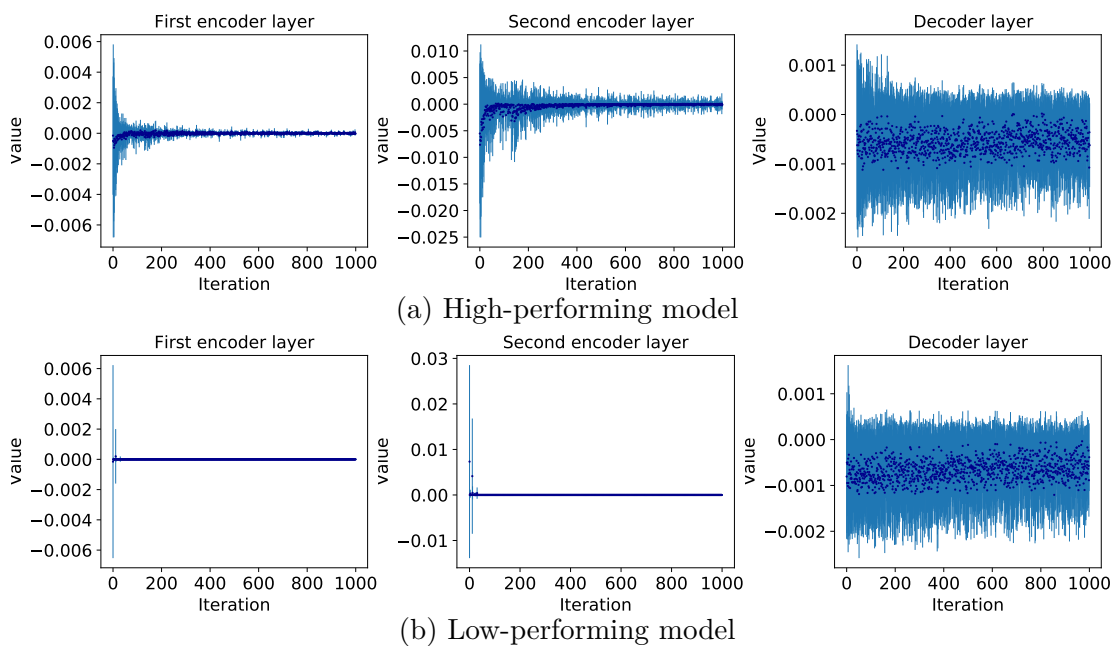 First encoder layer
Second encoder layer
Decoder layer
0.006
0.004
0.002
0.000
−0.002
−0.004
−0.006
value
0 200 400 600 800 1000
Iteration
0.010
0.005
0.000
−0.005
−0.010
−0.015
−0.020
−0.025
value
0 200 400 600 800 1000
Iteration
0.001
0.000
−0.001
−0.002
Value
0 200 400 600 800 1000
Iteration
(a) High-performing model
First encoder layer
Second encoder layer
Decoder layer
0.006
0.004
0.002
0.000
−0.002
−0.004
−0.006
value
0 200 400 600 800 1000
Iteration
0.03
0.02
0.01
0.00
−0.01
value
0 200 400 600 800 1000
Iteration
0.001
0.000
−0.001
−0.002
value
0 200 400 600 800 1000
Iteration
(b) Low-performing model